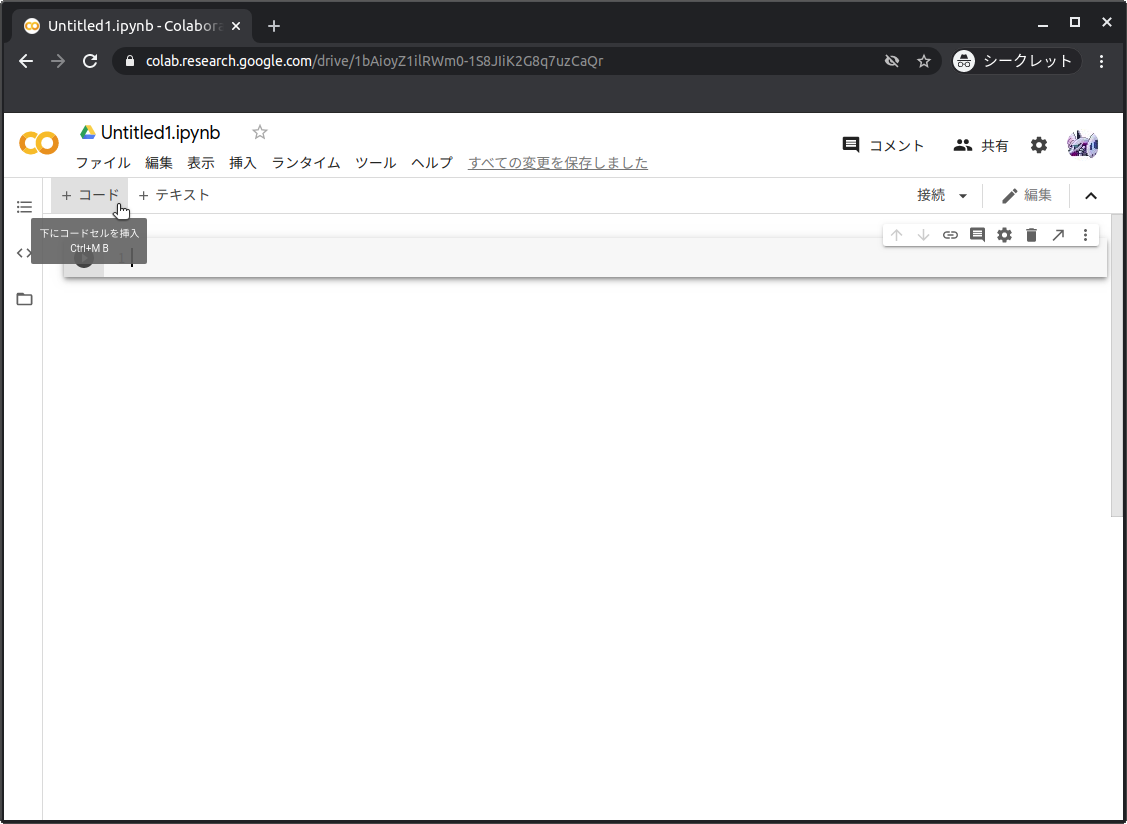 Untitled1.ipynb - Colabora
colab.research.google.com/drive/1bAioyZ1ilRWm0-1S8JIiK2G8q7uzCaQr
シークレット
Untitled1.ipynb
コメント
共有
ファイル 編集 表示 挿入 ランタイム ツール ヘルプ すべての変更を保存しました
+ コード + テキスト
接続
編集
下にコードセルを挿入
Ctrl+M B